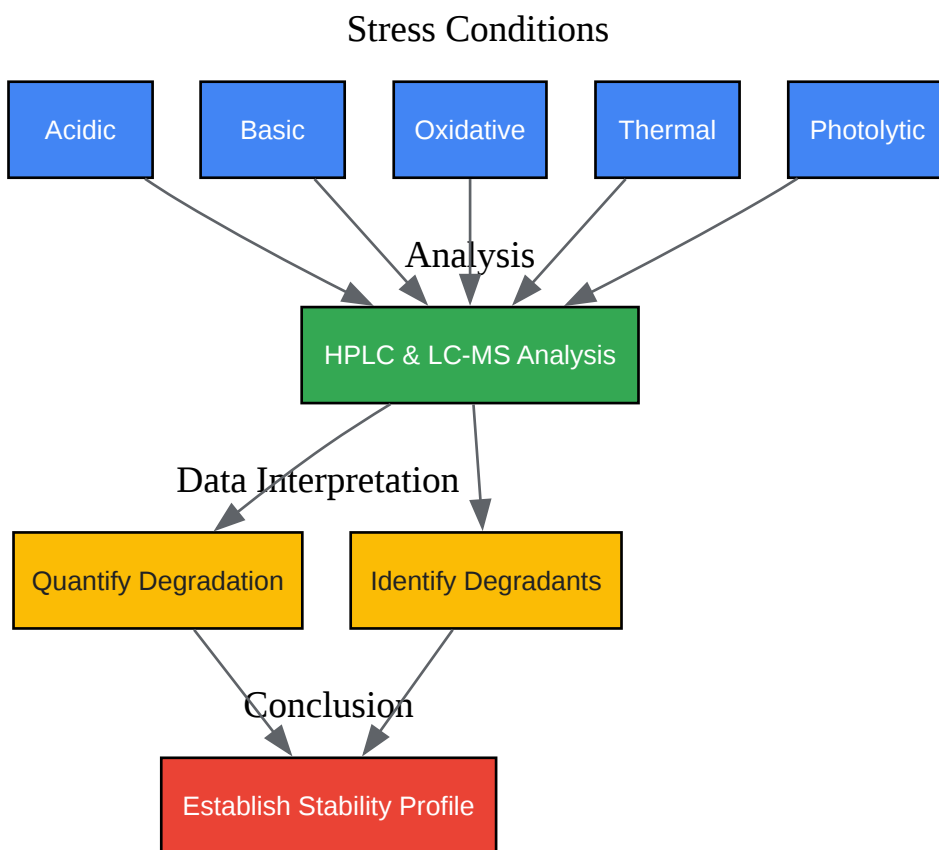 Stress Conditions
Acidic
Basic
Oxidative
Thermal
Photolytic
Analysis
HPLC & LC-MS Analysis
Data Interpretation
Quantify Degradation
Identify Degradants
Conclusion
Establish Stability Profile